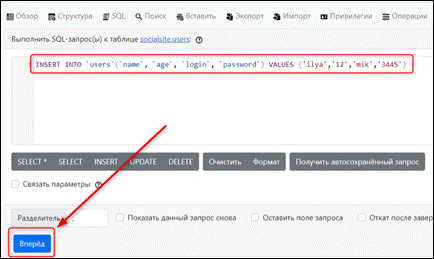 Обзор Структура SQL Поиск Вставить Экспорт Импорт Привилегии Операции
Выполнить SQL-запрос(ы) к таблице socialsite.users:
1 INSERT INTO `users`(`name`, `age`, `login`, `password`) VALUES ('ilya','12','mik','3445')
SELECT * SELECT INSERT UPDATE DELETE Очистить Формат Получить автосохранённый запрос
Связать параметры
Разделитель ; Показать данный запрос снова Оставить поле запроса Откат после завер
Вперёд